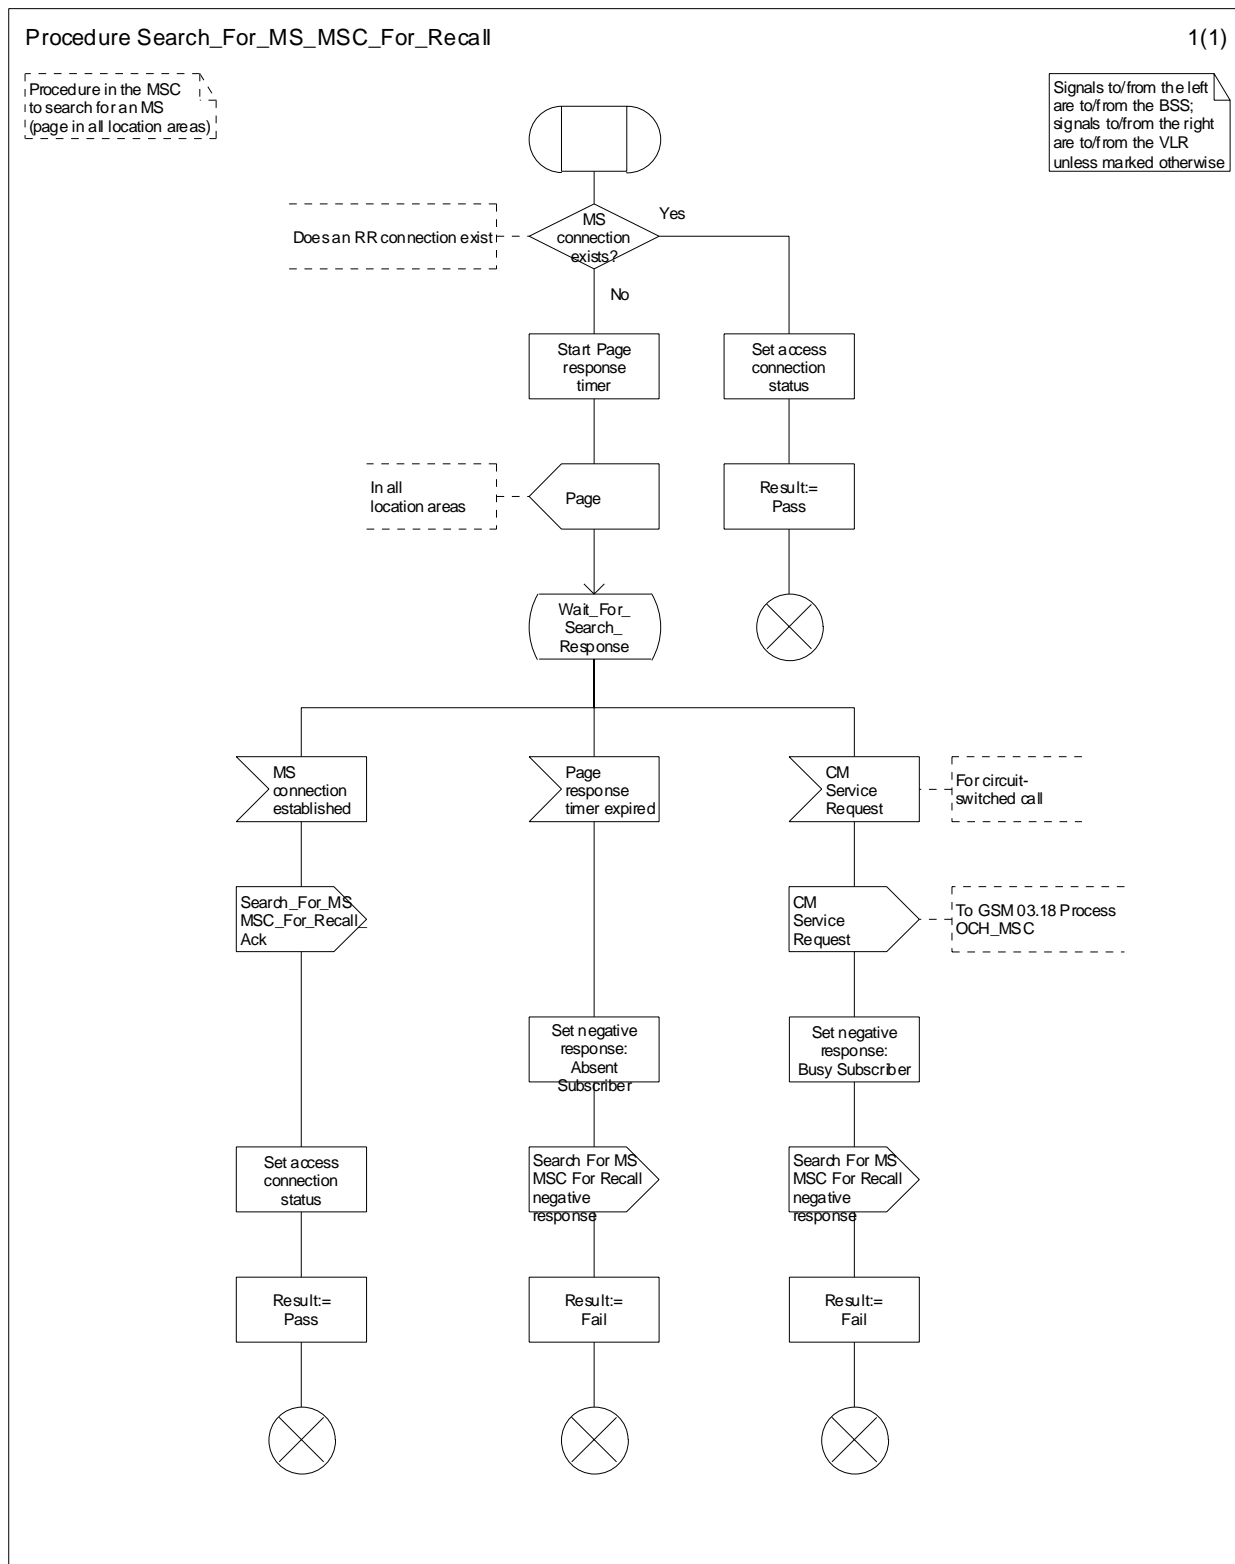 Procedure Search_For_MS_MSC_For_Recall
1(1)
Procedure in the MSC
to search for an MS
(page in all location areas)
Signals to/from the left
are to/from the BSS;
signals to/from the right
are to/from the VLR
unless marked otherwise
Does an RR connection exist
MS
connection
exists?
Yes
No
Start Page
response
timer
Set access
connection
status
In all
location areas
Page
Result:=
Pass
Wait_For_
Search_
Response
MS
connection
established
Page
response
timer expired
CM
Service
Request
For circuit-
switched call
Search_For_MS_
MSC_For_Recall_
Ack
CM
Service
Request
To GSM 03.18 Process
OCH_MSC
Set negative
response:
Absent
Subscriber
Set negative
response:
Busy Subscriber
Set access
connection
status
Search For MS
MSC For Recall
negative
response
Search For MS
MSC For Recall
negative
response
Result:=
Pass
Result:=
Fail
Result:=
Fail